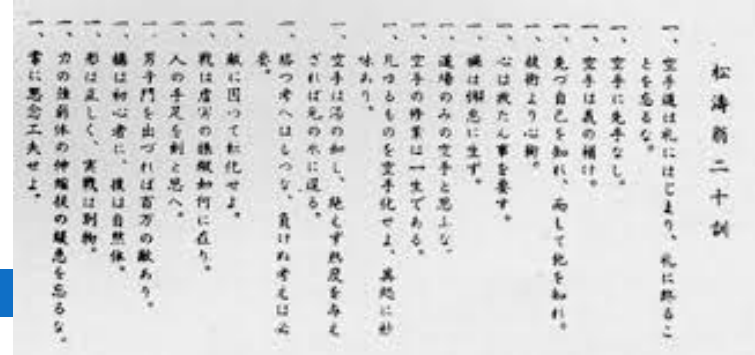 松濤翁二十訓
一、空手道は礼にはじまり、礼に終るこ
とを忘るな。
一、空手に先手なし。
一、空手は義の補け。
一、先づ自己を知れ、而して他を知れ。
一、技術より心術。
一、心は放たん事を要す。
一、禍は懈怠に生ず。
一、道場のみの空手と思ふな。
一、空手の修業は一生である。
一、凡ゆるものを空手化せよ、其処に妙
味あり。
一、空手は湯の如し、絶えず熱度を与え
ざれば元の水に還る。
一、勝つ考へはもつな、負けぬ考えは必
要。
一、敵に因って転化せよ。
一、戦は虚実の操縦如何に在り。
一、人の手足を剣と思へ。
一、男子門を出づれば百万の敵あり。
一、構は初心者に、後は自然体。
一、形は正しく、実戦は別物。
一、力の強弱体の伸縮技の緩急を忘るな。
一、常に思念工夫せよ。